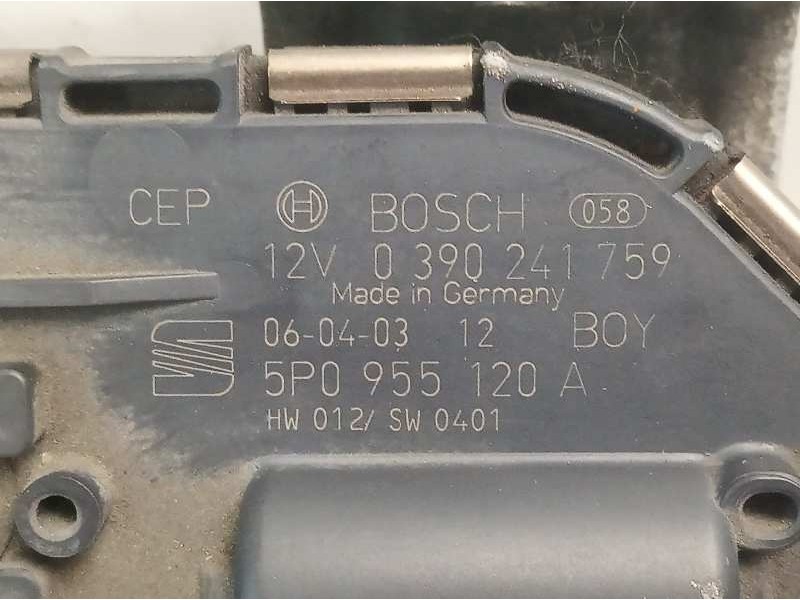 CEP BOSCH 058
12V 0 390 241 759
Made in Germany
06-04-03 12 BOY
5P0 955 120 A
HW 012/ SW 0401